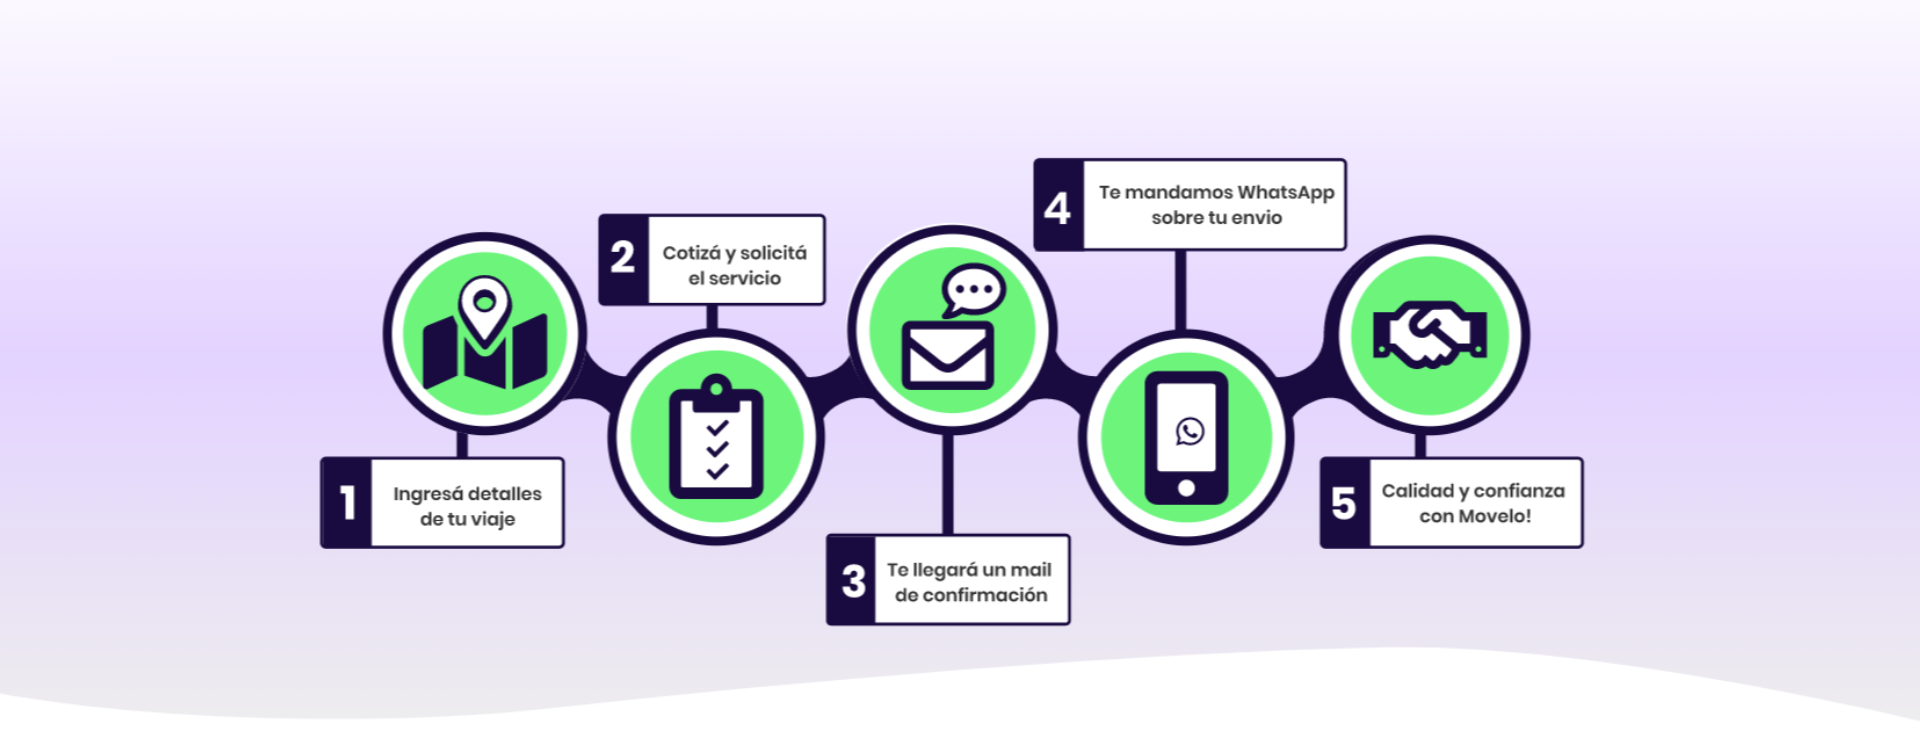 1
Ingresá detalles
de tu viaje
2
Cotizá y solicitá
el servicio
3
Te llegará un mail
de confirmación
4
Te mandamos WhatsApp
sobre tu envio
5
Calidad y confianza
con Movelo!